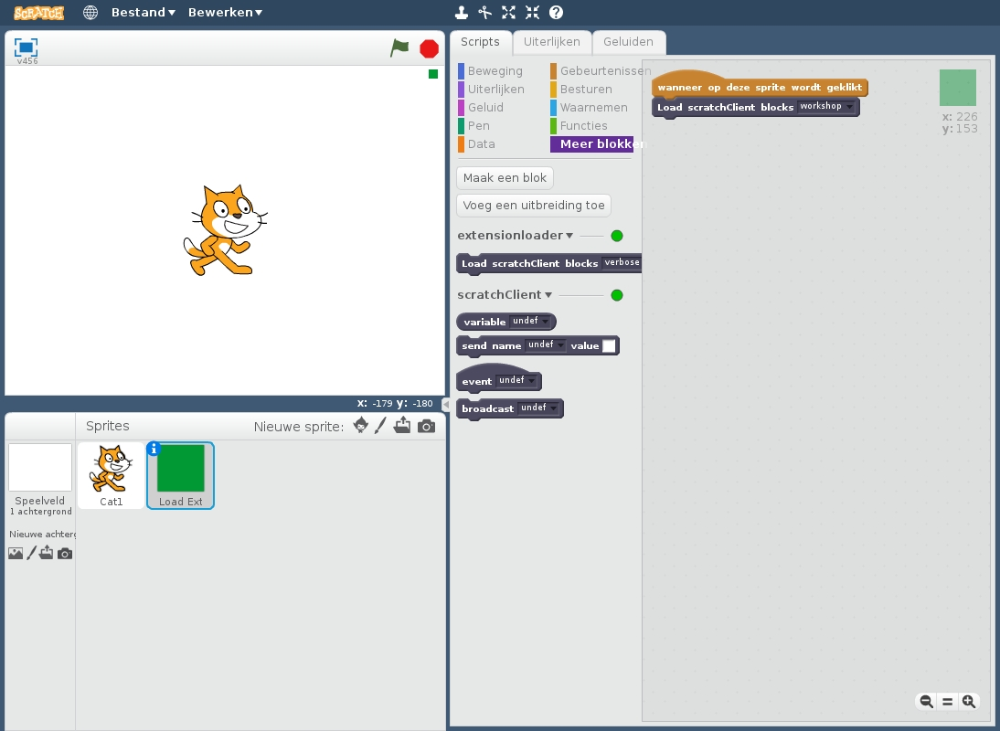 SCRATCH
Bestand▾ Bewerken▾
v456
Scripts Uiterlijken Geluiden
Beweging Gebeurtenissen
Uiterlijken Besturen
Geluid Waarnemen
Pen Functies
Data Meer blokken
Maak een blok
Voeg een uitbreiding toe
extensionloader▾
Load scratchClient blocks verbose
scratchClient▾
variable undef▾
send name undef▾ value
event undef▾
broadcast undef▾
wanneer op deze sprite wordt geklikt
Load scratchClient blocks workshop▾
x: 226
y: 153
x: -179 y: -180
Sprites Nieuwe sprite:
Speelveld
1 achtergrond
Nieuwe achterg
Cat1
Load Ext